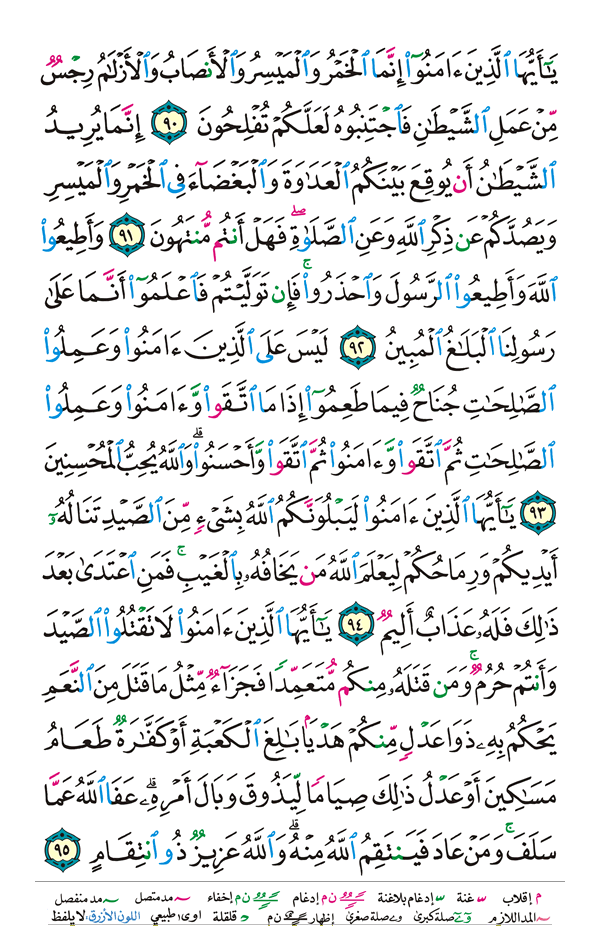 يَـٰٓأَيُّهَا ٱلَّذِينَ ءَامَنُوٓا۟ إِنَّمَا ٱلْخَمْرُ وَٱلْمَيْسِرُ وَٱلْأَنصَابُ وَٱلْأَزْلَـٰمُ رِجْسٌ
مِّنْ عَمَلِ ٱلشَّيْطَـٰنِ فَٱجْتَنِبُوهُ لَعَلَّكُمْ تُفْلِحُونَ ٩٠ إِنَّمَا يُرِيدُ
ٱلشَّيْطَـٰنُ أَن يُوقِعَ بَيْنَكُمُ ٱلْعَدَٰوَةَ وَٱلْبَغْضَآءَ فِى ٱلْخَمْرِ وَٱلْمَيْسِرِ
وَيَصُدَّكُمْ عَن ذِكْرِ ٱللَّهِ وَعَنِ ٱلصَّلَوٰةِ ۖ فَهَلْ أَنتُم مُّنتَهُونَ ٩١ وَأَطِيعُوا۟
ٱللَّهَ وَأَطِيعُوا۟ ٱلرَّسُولَ وَٱحْذَرُوا۟ ۚ فَإِن تَوَلَّيْتُمْ فَٱعْلَمُوٓا۟ أَنَّمَا عَلَىٰ
رَسُولِنَا ٱلْبَلَـٰغُ ٱلْمُبِينُ ٩٢ لَيْسَ عَلَى ٱلَّذِينَ ءَامَنُوا۟ وَعَمِلُوا۟
ٱلصَّـٰلِحَـٰتِ جُنَاحٌ فِيمَا طَعِمُوٓا۟ إِذَا مَا ٱتَّقَوا۟ وَّءَامَنُوا۟ وَعَمِلُوا۟
ٱلصَّـٰلِحَـٰتِ ثُمَّ ٱتَّقَوا۟ وَّءَامَنُوا۟ ثُمَّ ٱتَّقَوا۟ وَّأَحْسَنُوا۟ ۗ وَٱللَّهُ يُحِبُّ ٱلْمُحْسِنِينَ
٩٣ يَـٰٓأَيُّهَا ٱلَّذِينَ ءَامَنُوا۟ لَيَبْلُوَنَّكُمُ ٱللَّهُ بِشَىْءٍ مِّنَ ٱلصَّيْدِ تَنَالُهُۥٓ
أَيْدِيكُمْ وَرِمَاحُكُمْ لِيَعْلَمَ ٱللَّهُ مَن يَخَافُهُۥ بِٱلْغَيْبِ ۚ فَمَنِ ٱعْتَدَىٰ بَعْدَ
ذَٰلِكَ فَلَهُۥ عَذَابٌ أَلِيمٌ ٩٤ يَـٰٓأَيُّهَا ٱلَّذِينَ ءَامَنُوا۟ لَا تَقْتُلُوا۟ ٱلصَّيْدَ
وَأَنتُمْ حُرُمٌ ۚ وَمَن قَتَلَهُۥ مِنكُم مُّتَعَمِّدًا فَجَزَآءٌ مِّثْلُ مَا قَتَلَ مِنَ ٱلنَّعَمِ
يَحْكُمُ بِهِۦ ذَوَا عَدْلٍ مِّنكُمْ هَدْيًۢا بَـٰلِغَ ٱلْكَعْبَةِ أَوْ كَفَّـٰرَةٌ طَعَامُ
مَسَـٰكِينَ أَوْ عَدْلُ ذَٰلِكَ صِيَامًا لِّيَذُوقَ وَبَالَ أَمْرِهِۦ ۗ عَفَا ٱللَّهُ عَمَّا
سَلَفَ ۚ وَمَنْ عَادَ فَيَنتَقِمُ ٱللَّهُ مِنْهُ ۗ وَٱللَّهُ عَزِيزٌ ذُو ٱنتِقَامٍ ٩٥
م إقلاب غنة إدغام بلاغنة ن م إدغام ن م إخفاء مد متصل مد منفصل
المد اللازم صلة كبرى صلة صغرى إظهار ن م قلقلة اوى طبيعي اللون الأزرق: لا يلفظ